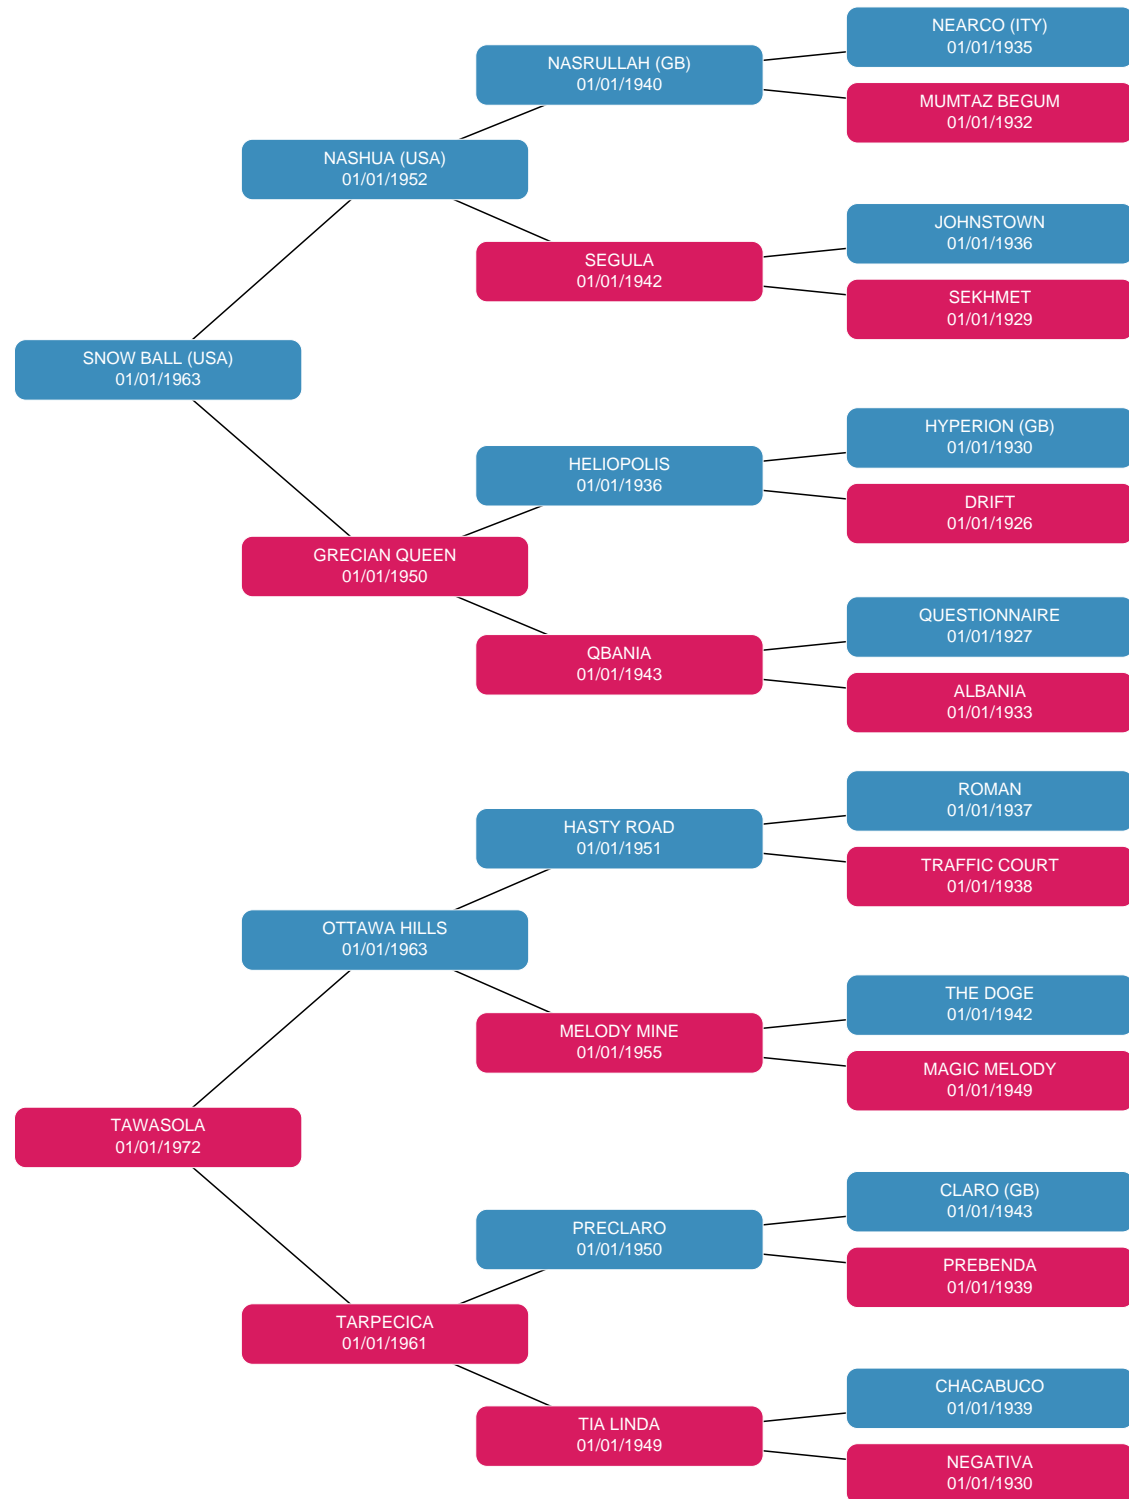 NEARCO (ITY)
01/01/1935
NASRULLAH (GB)
01/01/1940
MUMTAZ BEGUM
01/01/1932
NASHUA (USA)
01/01/1952
JOHNSTOWN
01/01/1936
SEGULA
01/01/1942
SEKHMET
01/01/1929
SNOW BALL (USA)
01/01/1963
HYPERION (GB)
01/01/1930
HELIOPOLIS
01/01/1936
DRIFT
01/01/1926
GRECIAN QUEEN
01/01/1950
QUESTIONNAIRE
01/01/1927
QBANIA
01/01/1943
ALBANIA
01/01/1933
ROMAN
01/01/1937
HASTY ROAD
01/01/1951
TRAFFIC COURT
01/01/1938
OTTAWA HILLS
01/01/1963
THE DOGE
01/01/1942
MELODY MINE
01/01/1955
MAGIC MELODY
01/01/1949
TAWASOLA
01/01/1972
CLARO (GB)
01/01/1943
PRECLARO
01/01/1950
PREBENDA
01/01/1939
TARPECICA
01/01/1961
CHACABUCO
01/01/1939
TIA LINDA
01/01/1949
NEGATIVA
01/01/1930